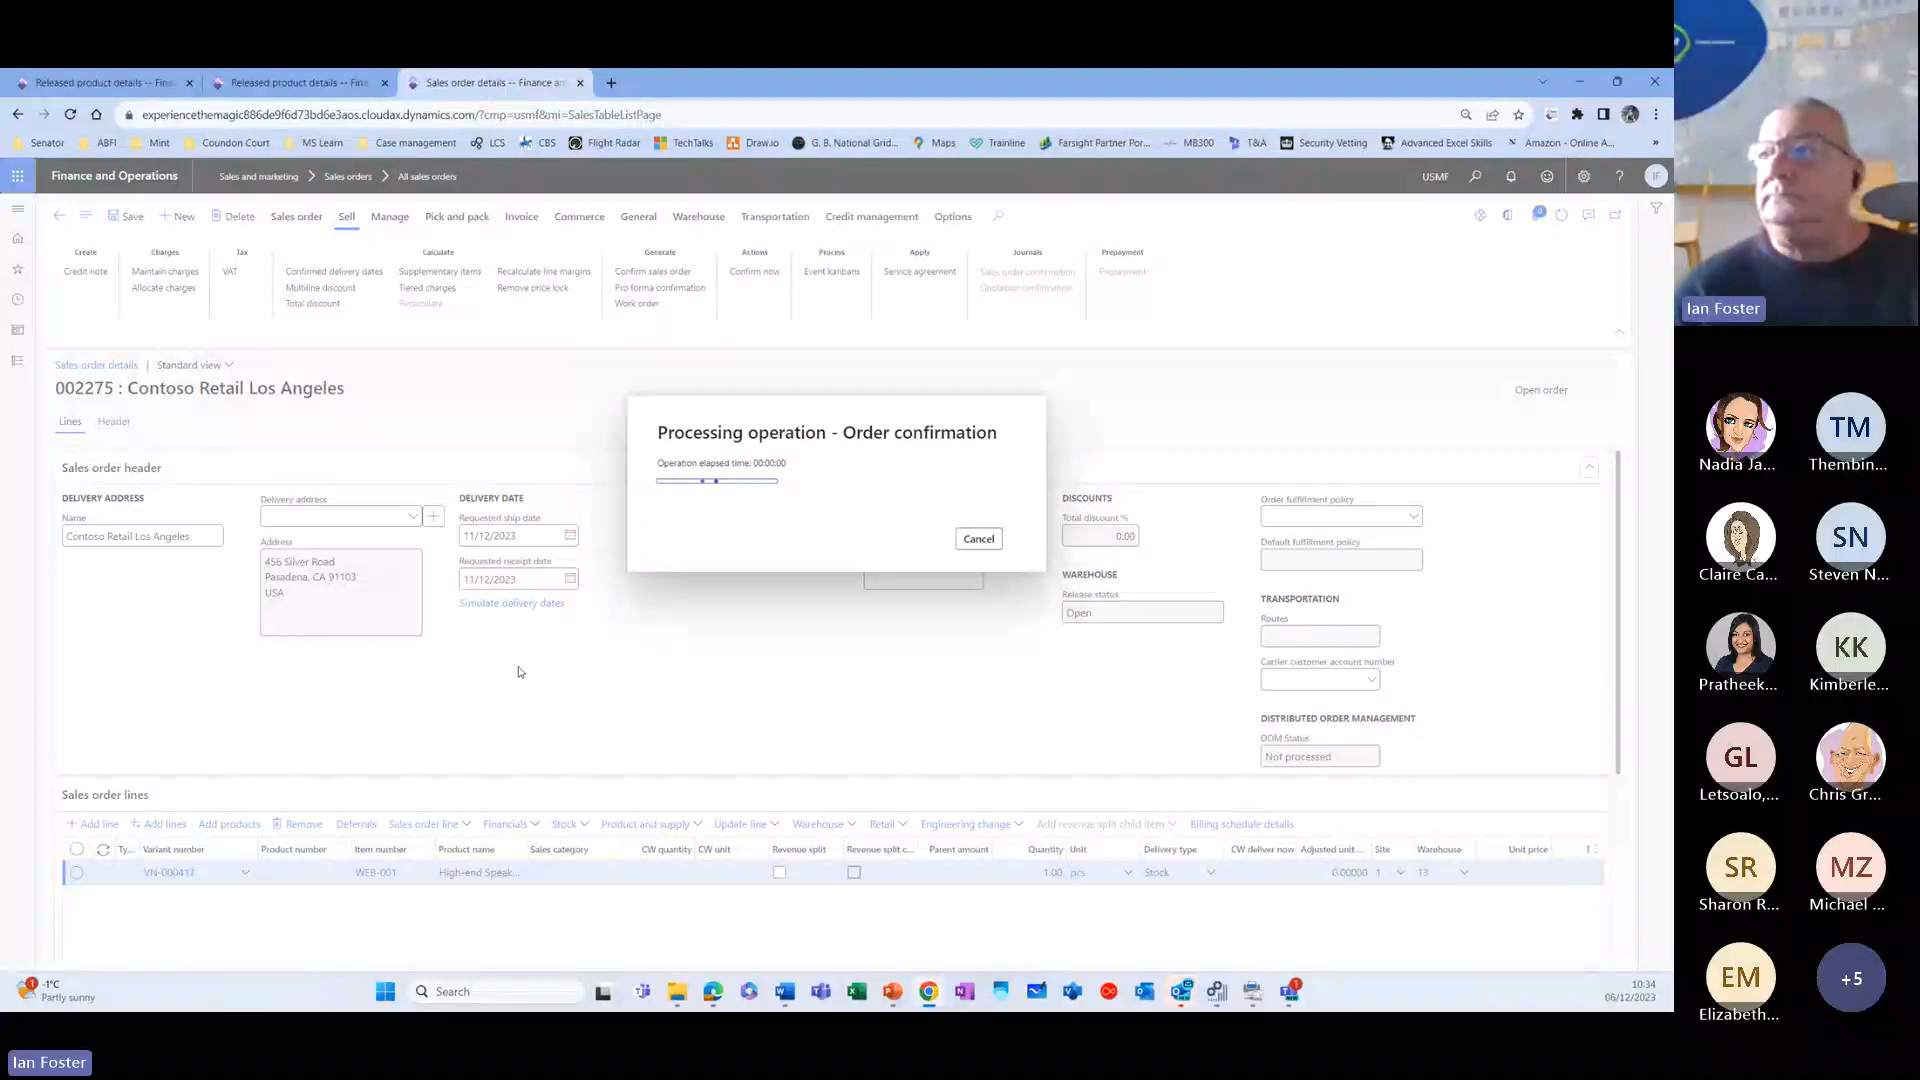 Released product details -- Fin
Released product details -- Fin
Sales order details -- Finance an
experiencethemagic886de9f6d73bd6e3aos.cloudax.dynamics.com/?cmp=usmf&mi=SalesTableListPage
Senator ABFI Mint Coundon Court MS Learn Case management LCS CBS Flight Radar TechTalks Draw.io G. B. National Grid... Maps Trainline Farsight Partner Por... MB300 T&A Security Vetting Advanced Excel Skills Amazon - Online A... »
Finance and Operations Sales and marketing Sales orders All sales orders USMF ? IF
Save New Delete Sales order Sell Manage Pick and pack Invoice Commerce General Warehouse Transportation Credit management Options 0
Create Charges Tax Calculate Generate Actions Process Apply Journals Prepayment
Credit note Maintain charges VAT Confirmed delivery dates Supplementary items Recalculate line margins Confirm sales order Confirm now Event kanbans Service agreement Sales order confirmation Prepayment
Allocate charges Multiline discount Tiered charges Remove price lock Pro forma confirmation Quotation confirmation
Total discount Recalculate Work order
Sales order details | Standard view
002275 : Contoso Retail Los Angeles
Open order
Lines Header
Sales order header
DELIVERY ADDRESS
Name
Contoso Retail Los Angeles
Delivery address
Address
456 Silver Road
Pasadena, CA 91103
USA
DELIVERY DATE
Requested ship date
11/12/2023
Requested receipt date
11/12/2023
Simulate delivery dates
Processing operation - Order confirmation
Operation elapsed time: 00:00:00
Cancel
DISCOUNTS
Total discount %
0.00
WAREHOUSE
Release status
Open
Order fulfillment policy
Default fulfillment policy
TRANSPORTATION
Routes
Carrier customer account number
DISTRIBUTED ORDER MANAGEMENT
DOM Status
Not processed
Sales order lines
Add line Add lines Add products Remove Deferrals Sales order line Financials Stock Product and supply Update line Warehouse Retail Engineering change Add revenue split child item Billing schedule details
Ty... Variant number Product number Item number Product name Sales category CW quantity CW unit Revenue split Revenue split c... Parent amount Quantity Unit Delivery type CW deliver now Adjusted unit... Site Warehouse Unit price
VN-000417 WEB-001 High-end Speak... 1.00 pcs Stock 0.00000 1 13
1
-1°C
Partly sunny
Search
1
10:34
06/12/2023
Ian Foster
Ian Foster
Nadia Ja...
TM
Thembin...
Claire Ca...
SN
Steven N...
Pratheek...
KK
Kimberle...
GL
Letsoalo,...
Chris Gr...
SR
Sharon R...
MZ
Michael ...
EM
Elizabeth...
+5